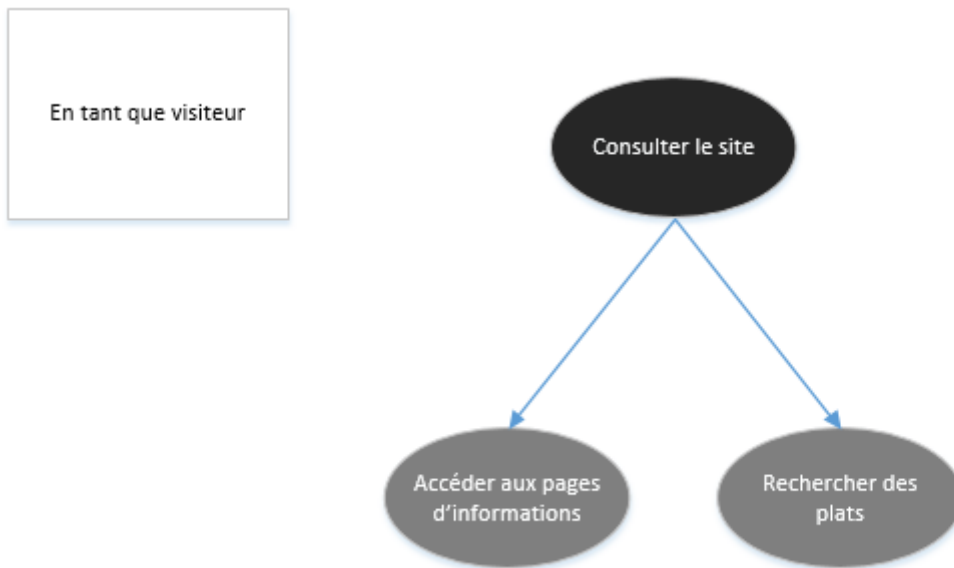 En tant que visiteur
Consulter le site
Accéder aux pages
d’informations
Rechercher des
plats